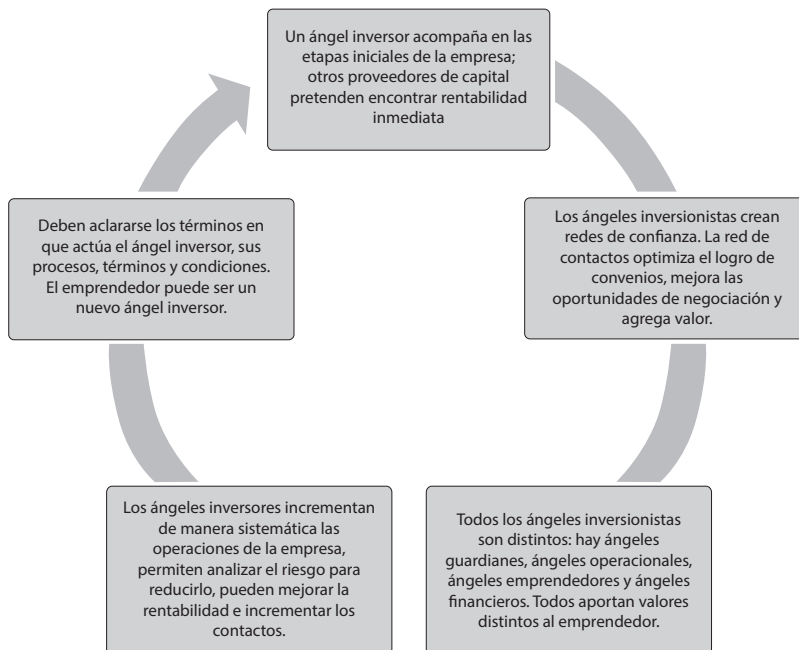 Un ángel inversor acompaña en las
etapas iniciales de la empresa;
otros proveedores de capital
pretenden encontrar rentabilidad
inmediata
Los ángeles inversionistas crean
redes de confianza. La red de
contactos optimiza el logro de
convenios, mejora las
oportunidades de negociación y
agrega valor.
Todos los ángeles inversionistas
son distintos: hay ángeles
guardianes, ángeles operacionales,
ángeles emprendedores y ángeles
financieros. Todos aportan valores
distintos al emprendedor.
Los ángeles inversores incrementan
de manera sistemática las
operaciones de la empresa,
permiten analizar el riesgo para
reducirlo, pueden mejorar la
rentabilidad e incrementar los
contactos.
Deben aclararse los términos en
que actúa el ángel inversor, sus
procesos, términos y condiciones.
El emprendedor puede ser un
nuevo ángel inversor.